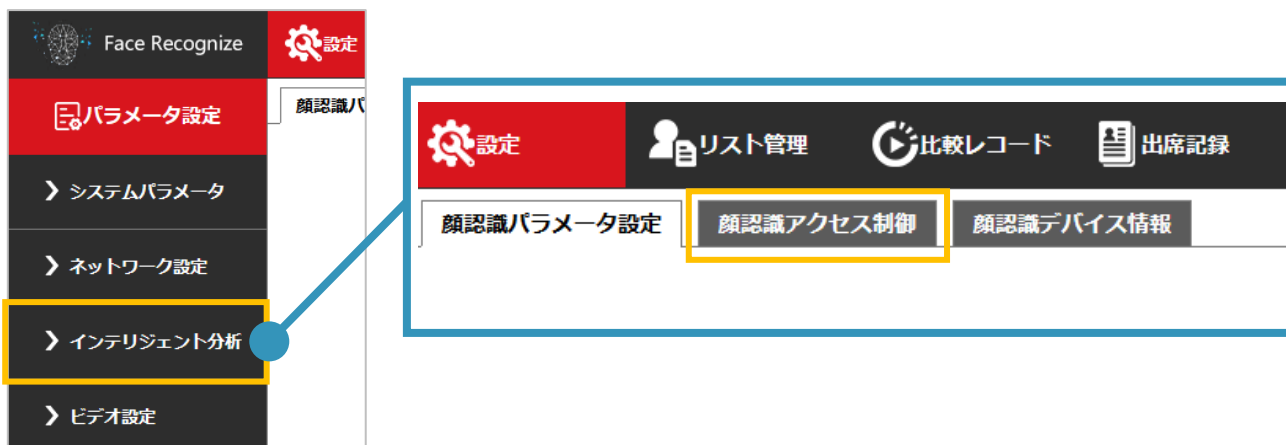 Face Recognize
設定
パラメータ設定
顔認識パ
システムパラメータ
ネットワーク設定
インテリジェント分析
ビデオ設定
設定
リスト管理
比較レコード
出席記録
顔認識パラメータ設定
顔認識アクセス制御
顔認識デバイス情報